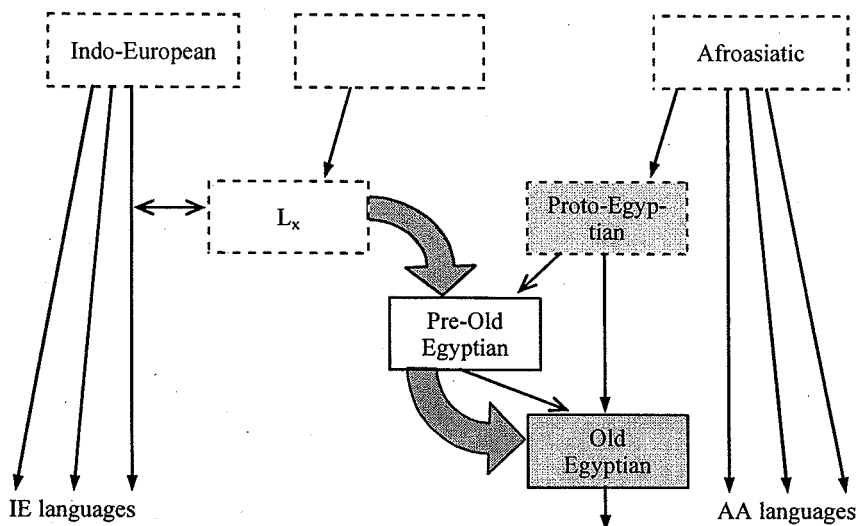 Indo-European
Afroasiatic
Lx
Proto-Egyp-
tian
Pre-Old
Egyptian
Old
Egyptian
IE languages
AA languages